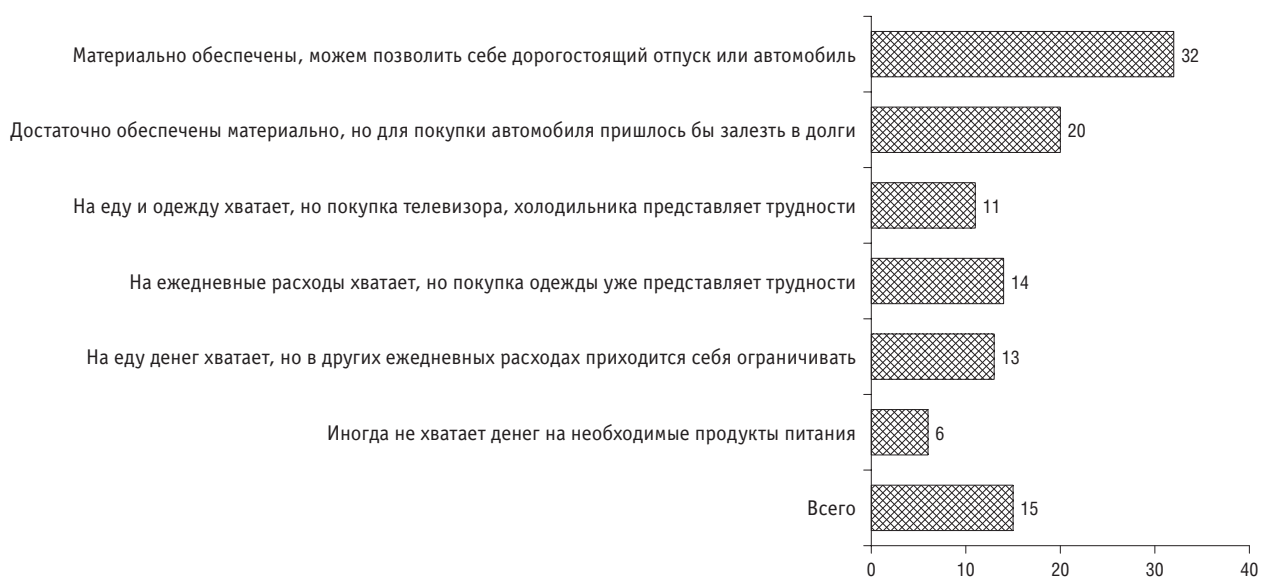 Материально обеспечены, можем позволить себе дорогостоящий отпуск или автомобиль 32
Достаточно обеспечены материально, но для покупки автомобиля пришлось бы залезть в долги 20
На еду и одежду хватает, но покупка телевизора, холодильника представляет трудности 11
На ежедневные расходы хватает, но покупка одежды уже представляет трудности 14
На еду денег хватает, но в других ежедневных расходах приходится себя ограничивать 13
Иногда не хватает денег на необходимые продукты питания 6
Всего 15
0 10 20 30 40